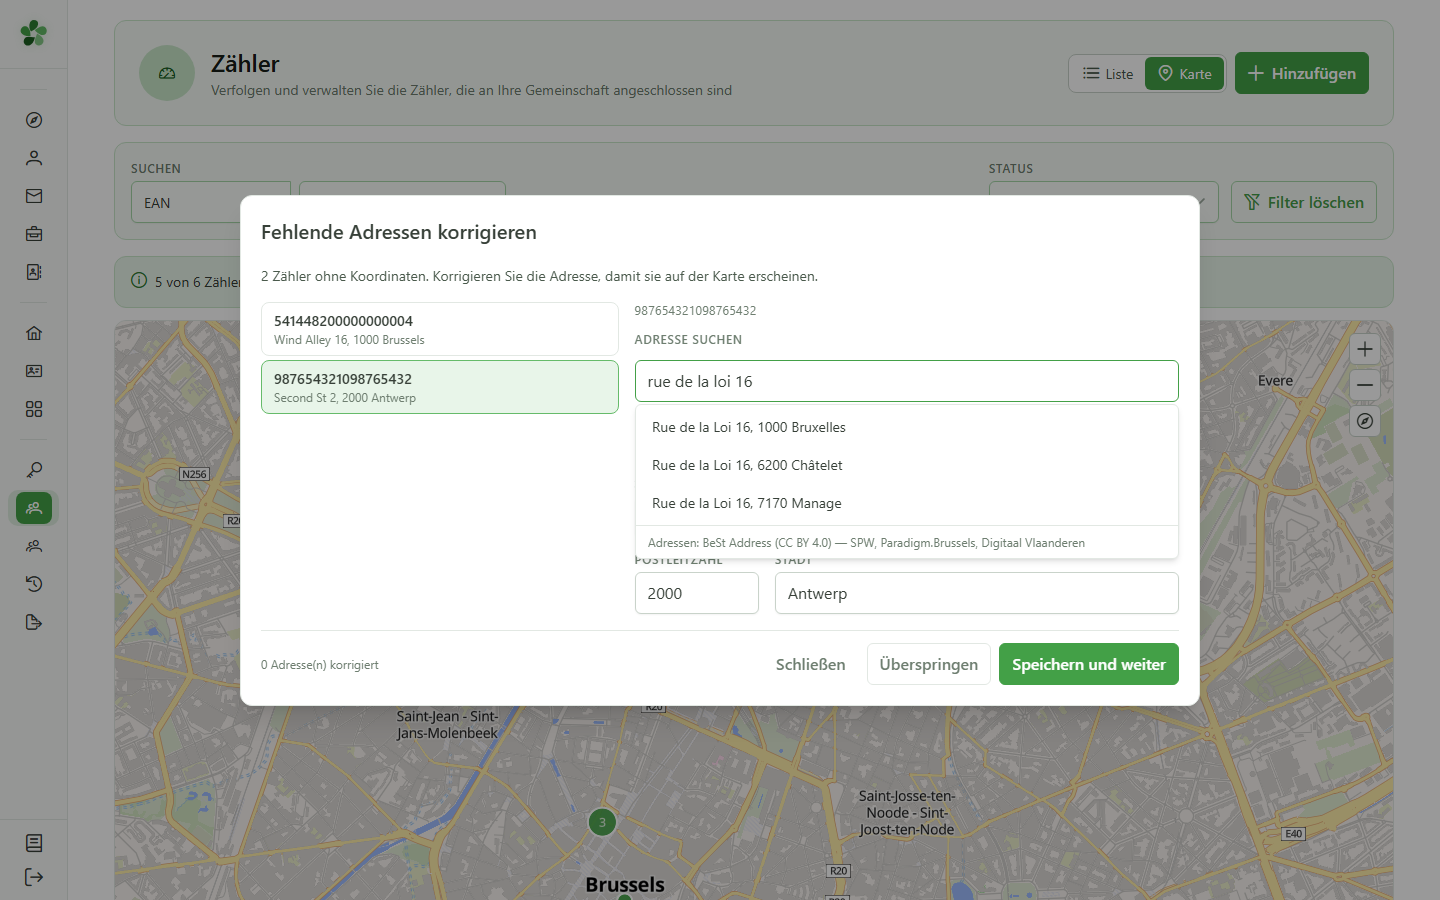 Zähler
Verfolgen und verwalten Sie die Zähler, die an Ihre Gemeinschaft angeschlossen sind
Liste
Karte
Hinzufügen
SUCHEN
STATUS
EAN
Filter löschen
5 von 6 Zähler
Fehlende Adressen korrigieren
2 Zähler ohne Koordinaten. Korrigieren Sie die Adresse, damit sie auf der Karte erscheinen.
541448200000000004
Wind Alley 16, 1000 Brussels
987654321098765432
Second St 2, 2000 Antwerp
987654321098765432
ADRESSE SUCHEN
rue de la loi 16
Rue de la Loi 16, 1000 Bruxelles
Rue de la Loi 16, 6200 Châtelet
Rue de la Loi 16, 7170 Manage
Adressen: BeSt Address (CC BY 4.0) — SPW, Paradigm.Brussels, Digitaal Vlaanderen
POSTLEITZAHL
STADT
2000
Antwerp
0 Adresse(n) korrigiert
Schließen
Überspringen
Speichern und weiter
Evere
N256
R20
Saint-Jean - Sint-
Jans-Molenbeek
Saint-Josse-ten-
Noode - Sint-
Joost-ten-Node
3
E40
R20
Brussels